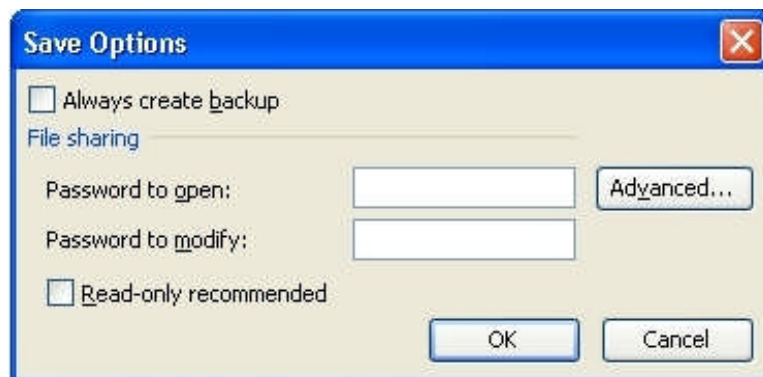 Save Options
Always create backup
File sharing
Password to open:
Advanced...
Password to modify:
Read-only recommended
OK
Cancel